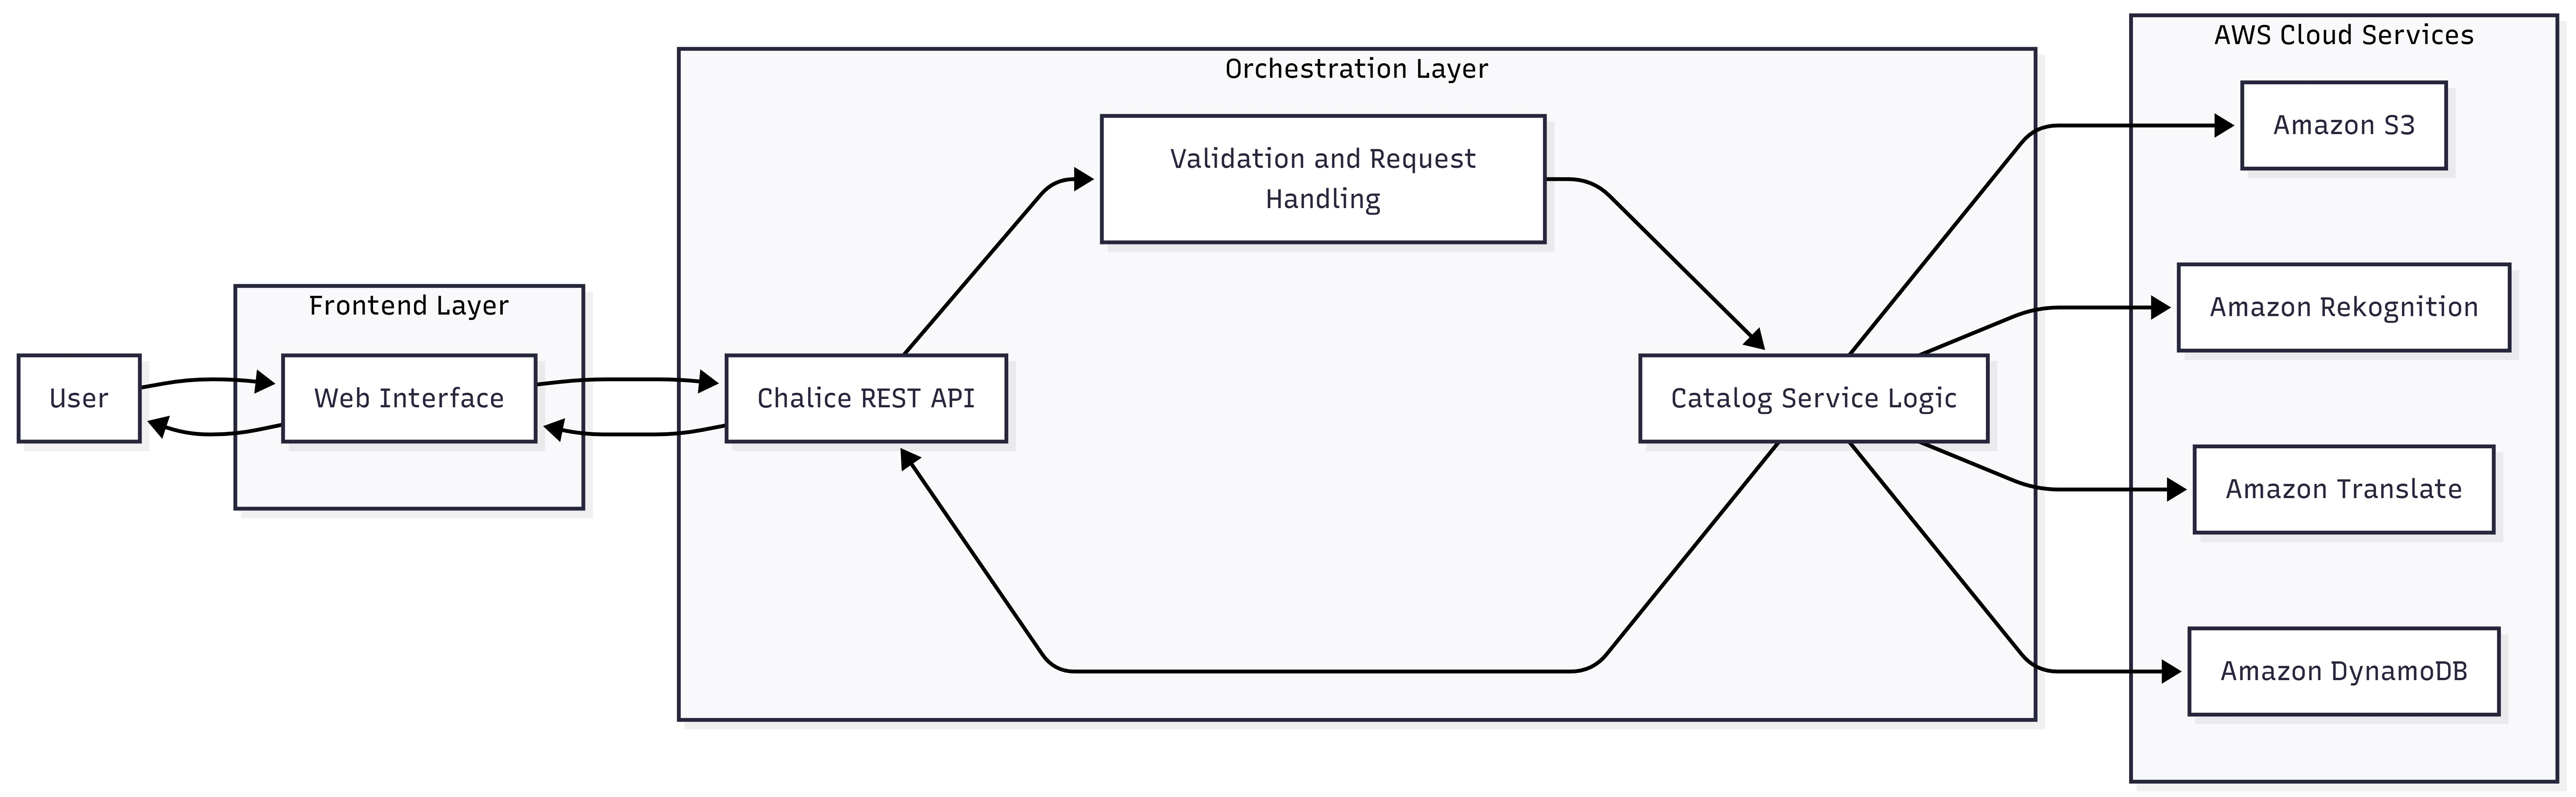 User
Frontend Layer
Web Interface
Orchestration Layer
Chalice REST API
Validation and Request
Handling
Catalog Service Logic
AWS Cloud Services
Amazon S3
Amazon Rekognition
Amazon Translate
Amazon DynamoDB